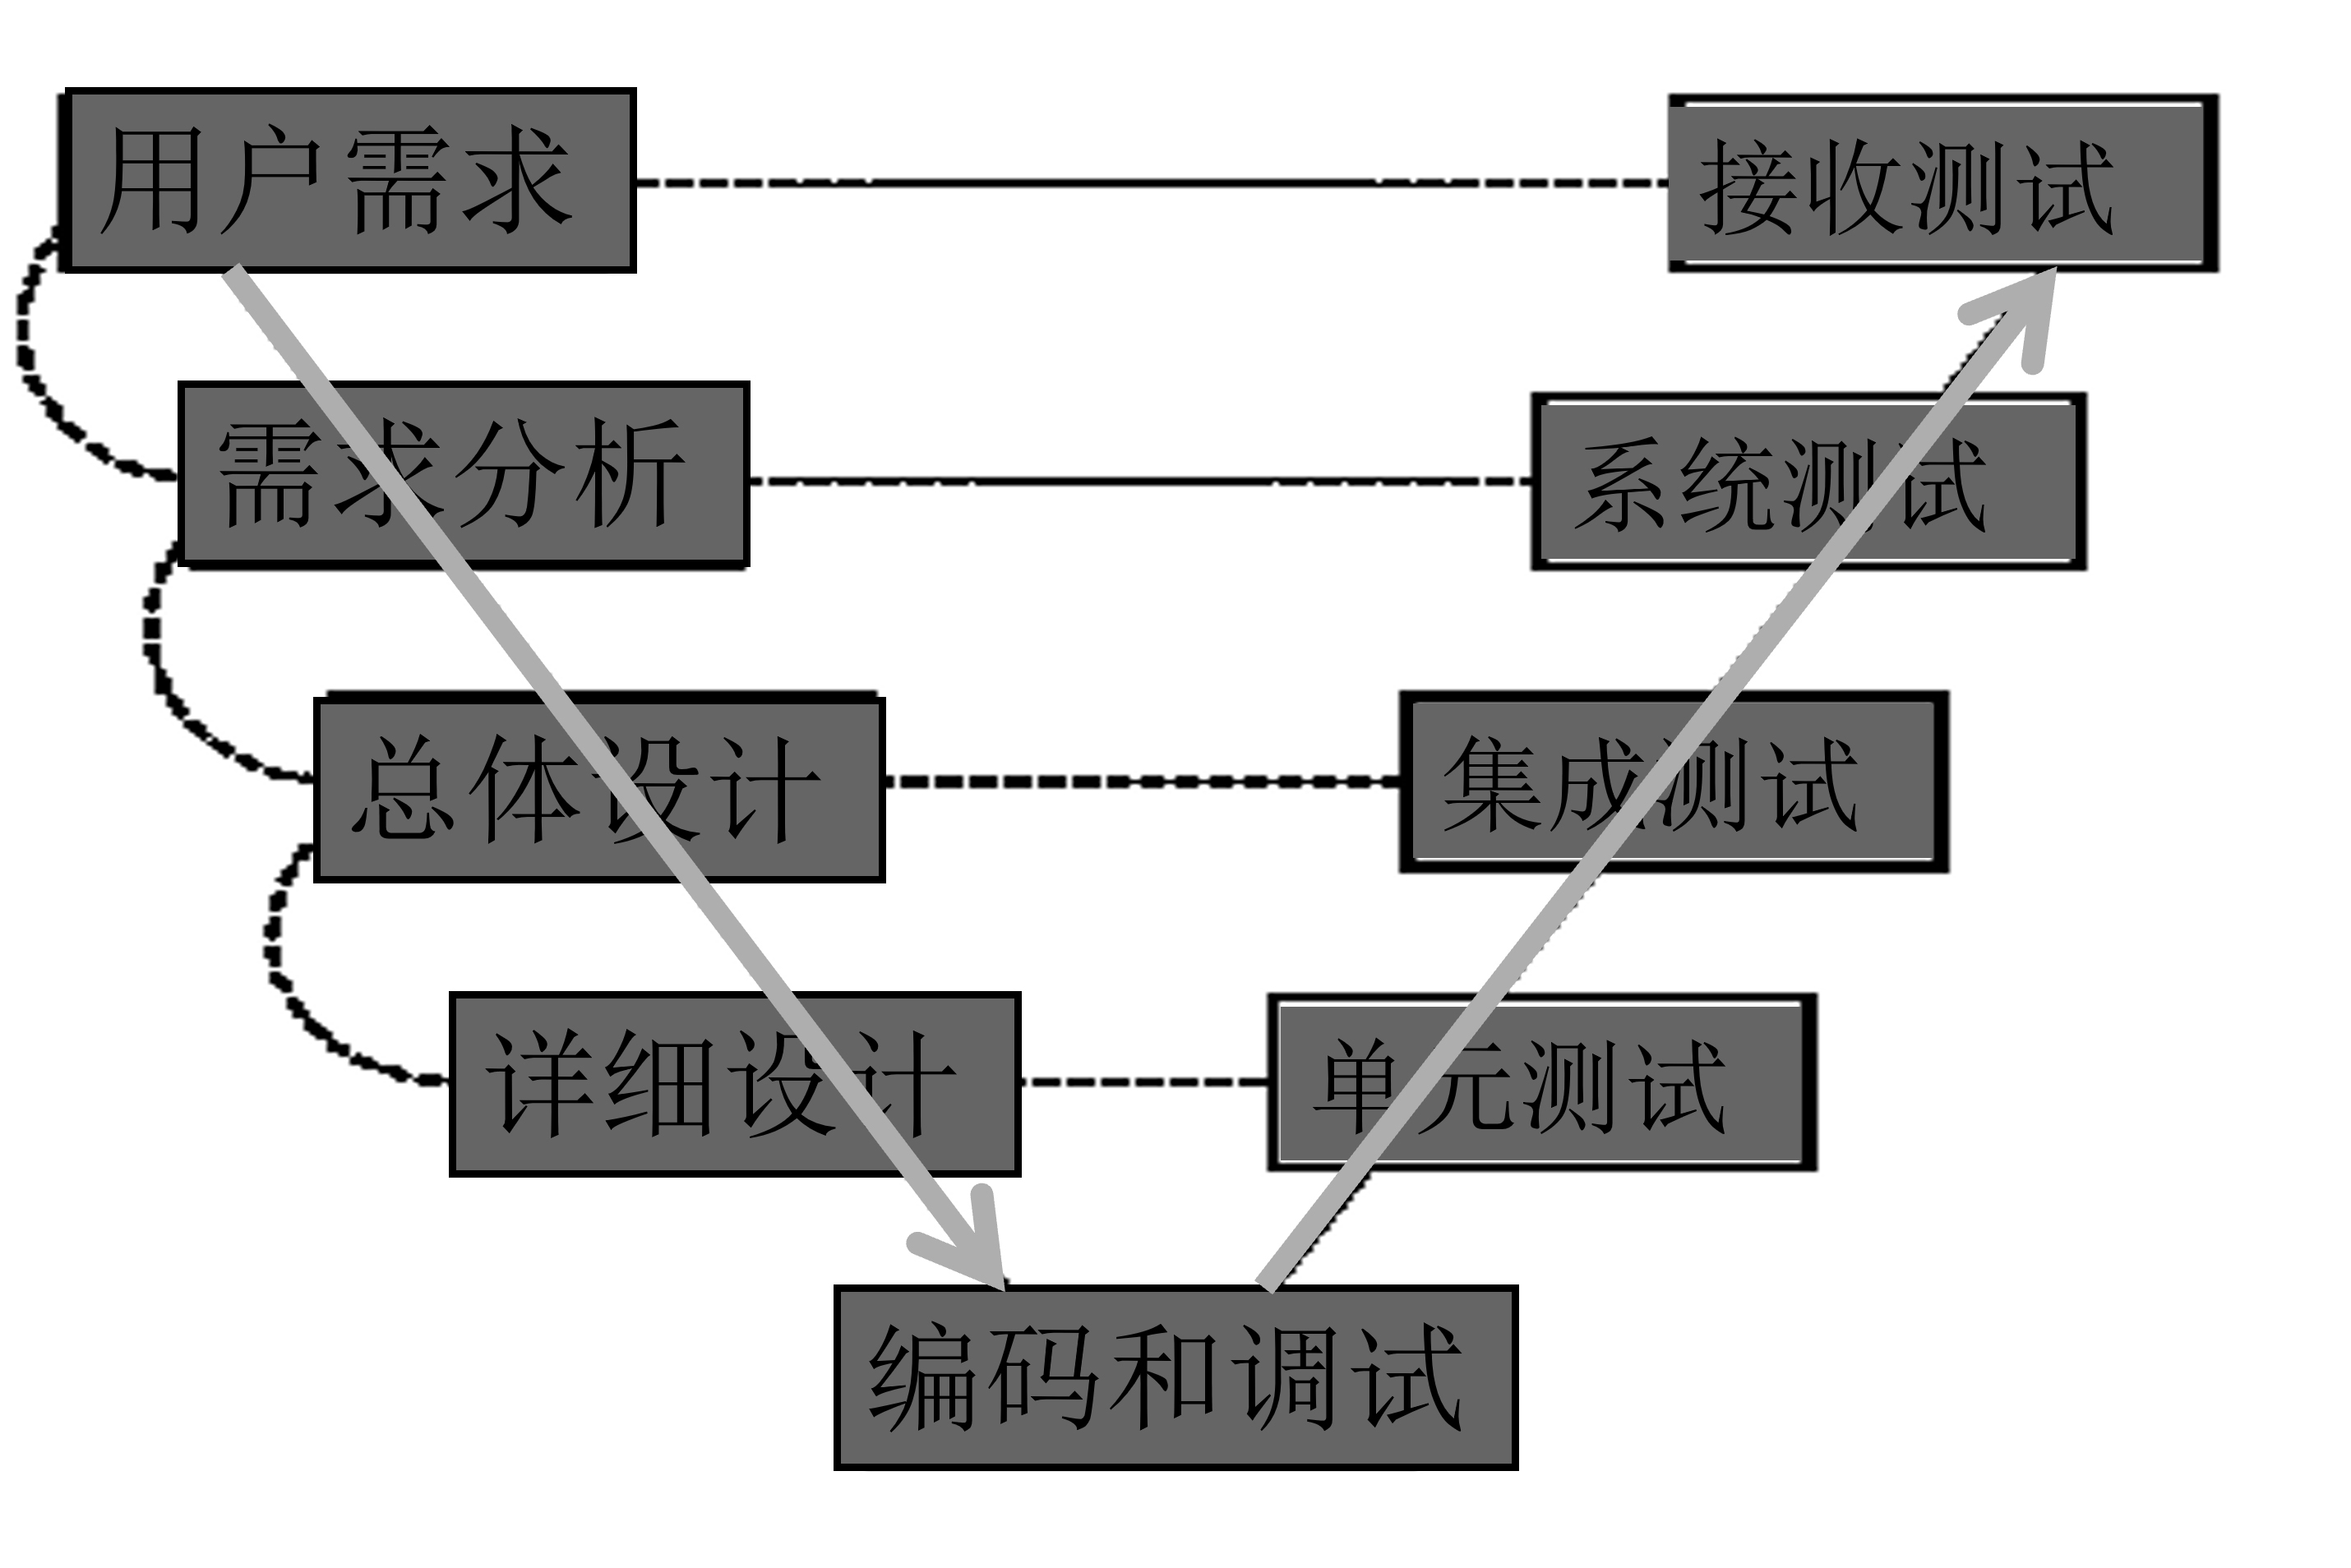 用户需求
接收测试
需求分析
系统测试
总体设计
集成测试
详细设计
单元测试
编码和调试